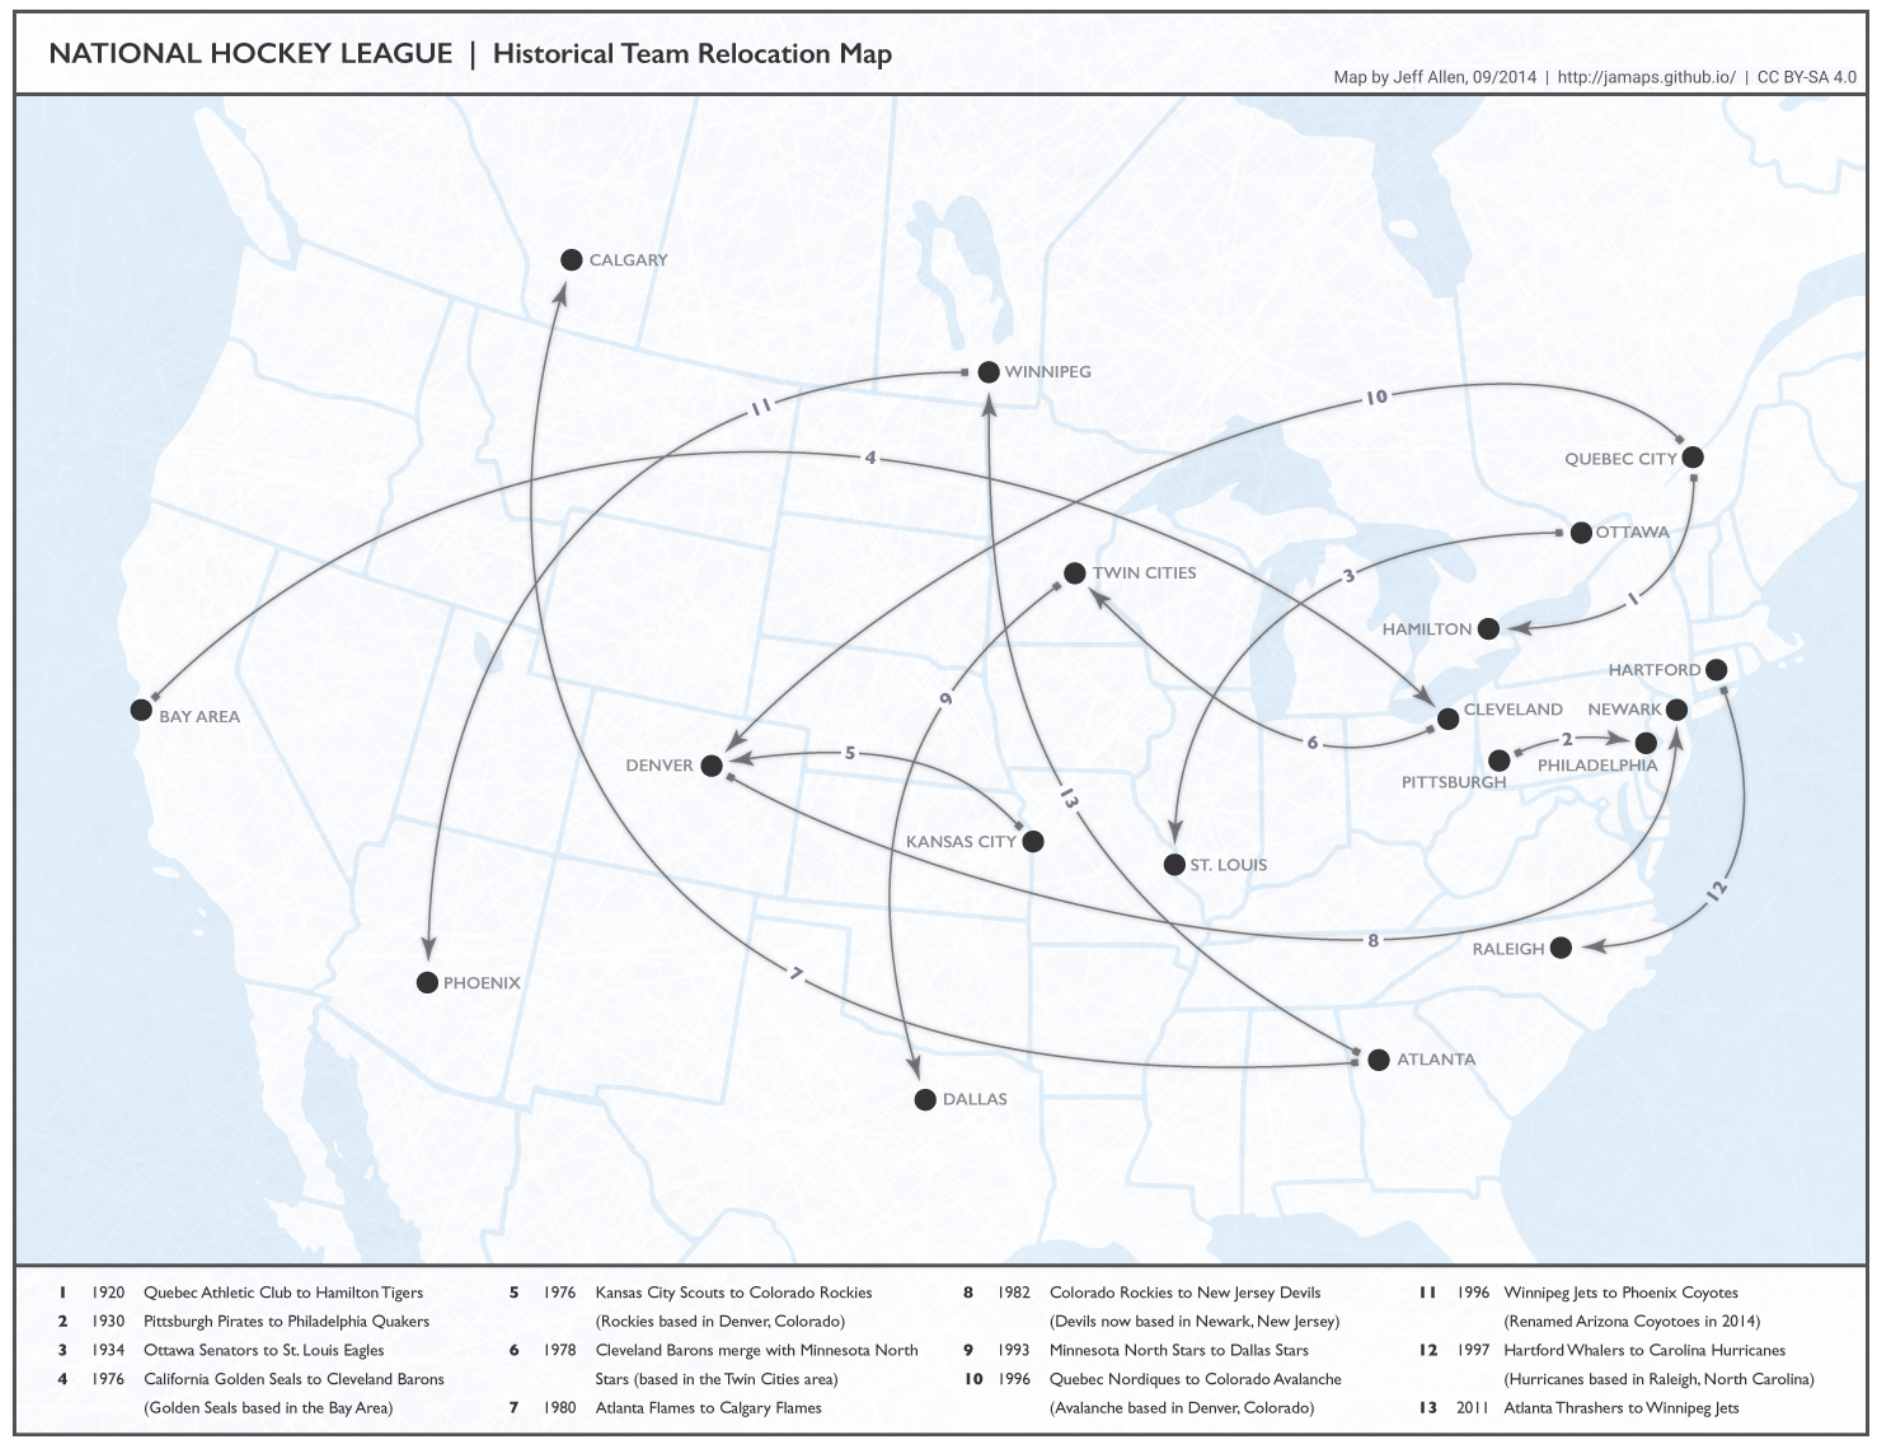 NATIONAL HOCKEY LEAGUE | Historical Team Relocation Map
Map by Jeff Allen, 09/2014 | http://jamaps.github.io/ | CC BY-SA 4.0
CALGARY
WINNIPEG
11
10
4
QUEBEC CITY
OTTAWA
3
TWIN CITIES
1
HAMILTON
HARTFORD
9
BAY AREA
CLEVELAND
NEWARK
6
2
5
DENVER
PHILADELPHIA
PITTSBURGH
13
KANSAS CITY
ST. LOUIS
12
8
RALEIGH
7
PHOENIX
ATLANTA
DALLAS
1 1920 Quebec Athletic Club to Hamilton Tigers
2 1930 Pittsburgh Pirates to Philadelphia Quakers
3 1934 Ottawa Senators to St. Louis Eagles
4 1976 California Golden Seals to Cleveland Barons
(Golden Seals based in the Bay Area)
5 1976 Kansas City Scouts to Colorado Rockies
(Rockies based in Denver, Colorado)
6 1978 Cleveland Barons merge with Minnesota North
Stars (based in the Twin Cities area)
7 1980 Atlanta Flames to Calgary Flames
8 1982 Colorado Rockies to New Jersey Devils
(Devils now based in Newark, New Jersey)
9 1993 Minnesota North Stars to Dallas Stars
10 1996 Quebec Nordiques to Colorado Avalanche
(Avalanche based in Denver, Colorado)
11 1996 Winnipeg Jets to Phoenix Coyotes
(Renamed Arizona Coyotoes in 2014)
12 1997 Hartford Whalers to Carolina Hurricanes
(Hurricanes based in Raleigh, North Carolina)
13 2011 Atlanta Thrashers to Winnipeg Jets